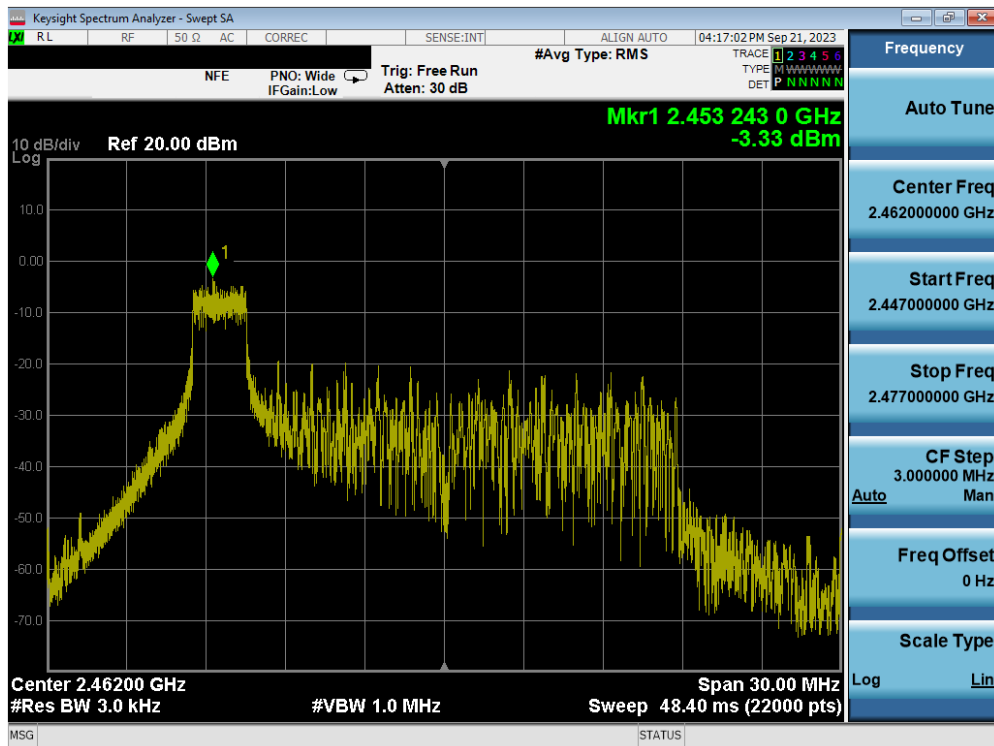 Keysight Spectrum Analyzer - Swept SA
LXI RL RF 50 Ω AC CORREC SENSE:INT ALIGN AUTO 04:17:02 PM Sep 21, 2023
#Avg Type: RMS
TRACE 1 2 3 4 5 6
TYPE M WWWWW
DET P N N N N N
NFE
PNO: Wide
IFGain:Low
Trig: Free Run
Atten: 30 dB
Mkr1 2.453 243 0 GHz
-3.33 dBm
10 dB/div
Log
Ref 20.00 dBm
1
10.0
0.00
-10.0
-20.0
-30.0
-40.0
-50.0
-60.0
-70.0
Center 2.46200 GHz
Span 30.00 MHz
#Res BW 3.0 kHz
#VBW 1.0 MHz
Sweep 48.40 ms (22000 pts)
MSG
STATUS
Frequency
Auto Tune
Center Freq
2.462000000 GHz
Start Freq
2.447000000 GHz
Stop Freq
2.477000000 GHz
CF Step
3.000000 MHz
Auto Man
Freq Offset
0 Hz
Scale Type
Log Lin